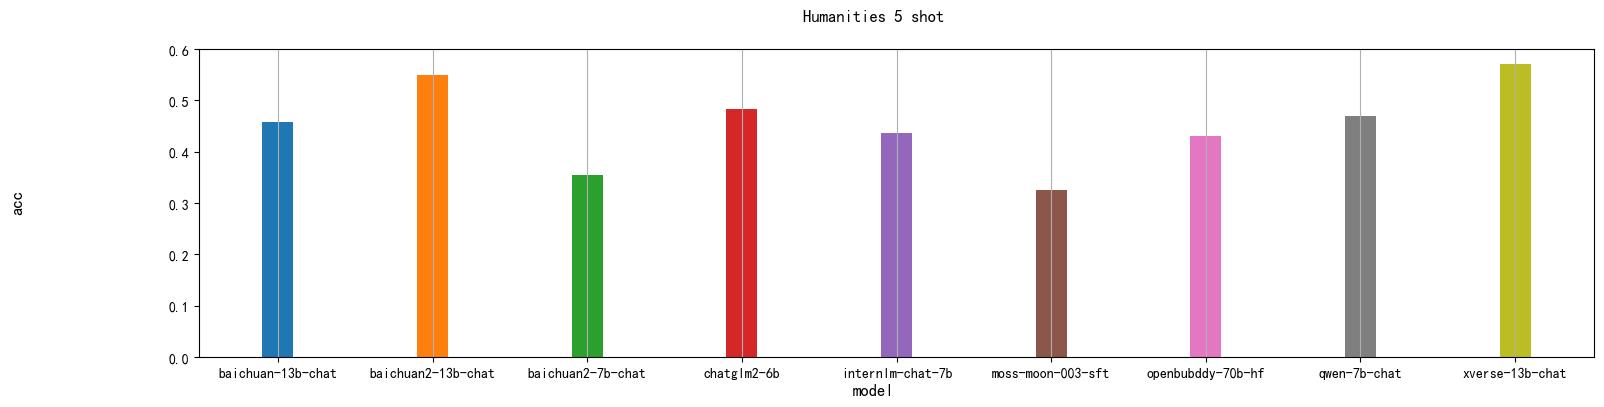 Humanities 5 shot
acc
0.6
0.5
0.4
0.3
0.2
0.1
0.0
baichuan-13b-chat
baichuan2-13b-chat
baichuan2-7b-chat
chatglm2-6b
internlm-chat-7b
moss-moon-003-sft
openbubddy-70b-hf
qwen-7b-chat
xverse-13b-chat
model